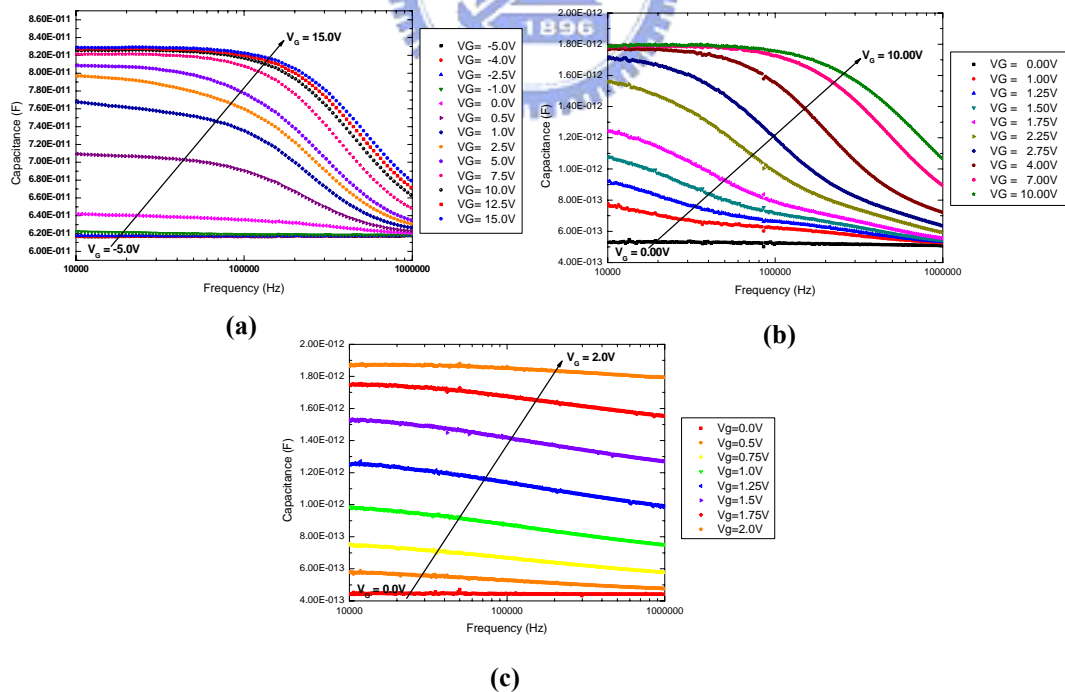 1896
8.60E-011
8.40E-011
8.20E-011
8.00E-011
7.80E-011
7.60E-011
7.40E-011
7.20E-011
7.00E-011
6.80E-011
6.60E-011
6.40E-011
6.20E-011
6.00E-011
Capacitance (F)
V_G = 15.0V
V_G = -5.0V
10000
100000
1000000
Frequency (Hz)
VG= -5.0V
VG= -4.0V
VG= -2.5V
VG= -1.0V
VG= 0.0V
VG= 0.5V
VG= 1.0V
VG= 2.5V
VG= 5.0V
VG= 7.5V
VG= 10.0V
VG= 12.5V
VG= 15.0V
(a)
2.00E-012
1.80E-012
1.60E-012
1.40E-012
1.20E-012
1.00E-012
8.00E-013
6.00E-013
4.00E-013
Capacitance (F)
V_G = 10.00V
V_G = 0.00V
10000
100000
1000000
Frequency (Hz)
VG = 0.00V
VG = 1.00V
VG = 1.25V
VG = 1.50V
VG = 1.75V
VG = 2.25V
VG = 2.75V
VG = 4.00V
VG = 7.00V
VG = 10.00V
(b)
2.00E-012
1.80E-012
1.60E-012
1.40E-012
1.20E-012
1.00E-012
8.00E-013
6.00E-013
4.00E-013
Capacitance (F)
V_G = 2.0V
V_G = 0.0V
10000
100000
1000000
Frequency (Hz)
Vg=0.0V
Vg=0.5V
Vg=0.75V
Vg=1.0V
Vg=1.25V
Vg=1.5V
Vg=1.75V
Vg=2.0V
(c)